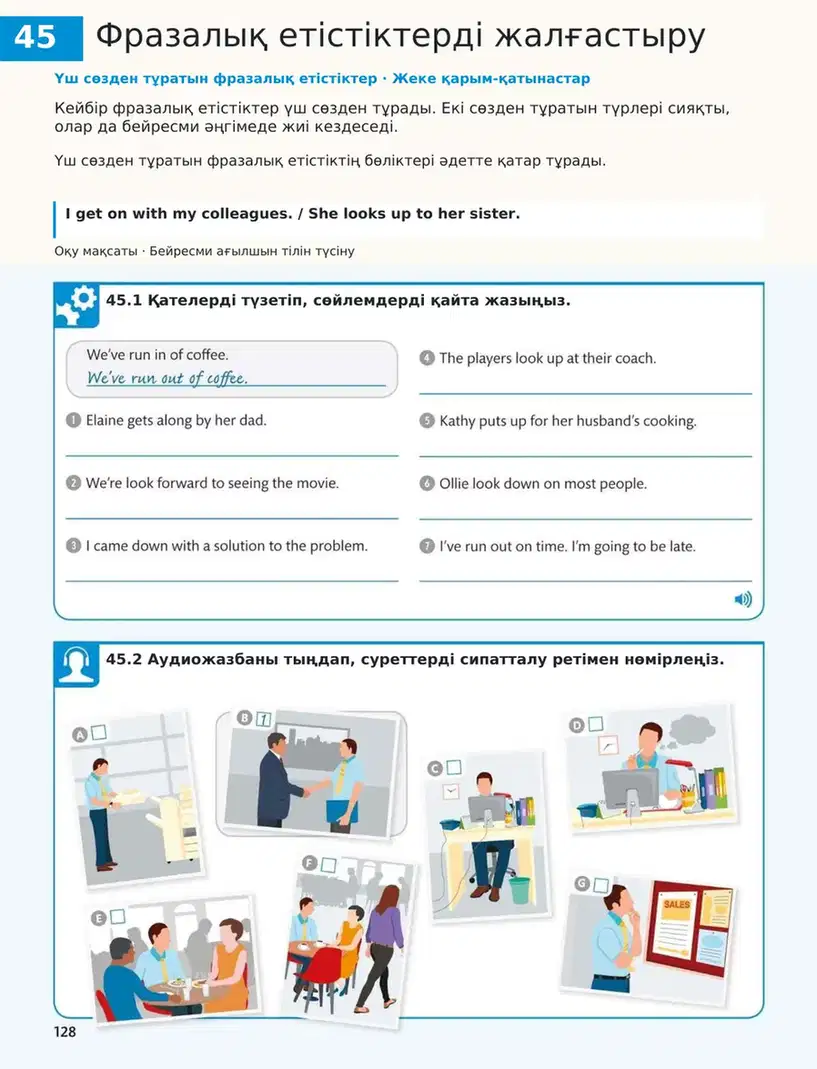 45
Фразалық етістіктерді жалғастыру
Үш сөзден тұратын фразалық етістіктер · Жеке қарым-қатынастар
Кейбір фразалық етістіктер үш сөзден тұрады. Екі сөзден тұратын түрлері сияқты,
олар да бейресми әңгімеде жиі кездеседі.
Үш сөзден тұратын фразалық етістіктің бөліктері әдетте қатар тұрады.
I get on with my colleagues. / She looks up to her sister.
Оқу мақсаты · Бейресми ағылшын тілін түсіну
45.1 Қателерді түзетіп, сөйлемдерді қайта жазыңыз.
We've run in of coffee.
We've run out of coffee.
1 Elaine gets along by her dad.
2 We're look forward to seeing the movie.
3 I came down with a solution to the problem.
4 The players look up at their coach.
5 Kathy puts up for her husband's cooking.
6 Ollie look down on most people.
7 I've run out on time. I'm going to be late.
45.2 Аудиожазбаны тыңдап, суреттерді сипатталу ретімен нөмірлеңіз.
A
B 1
C
D
E
F
G
SALES
128